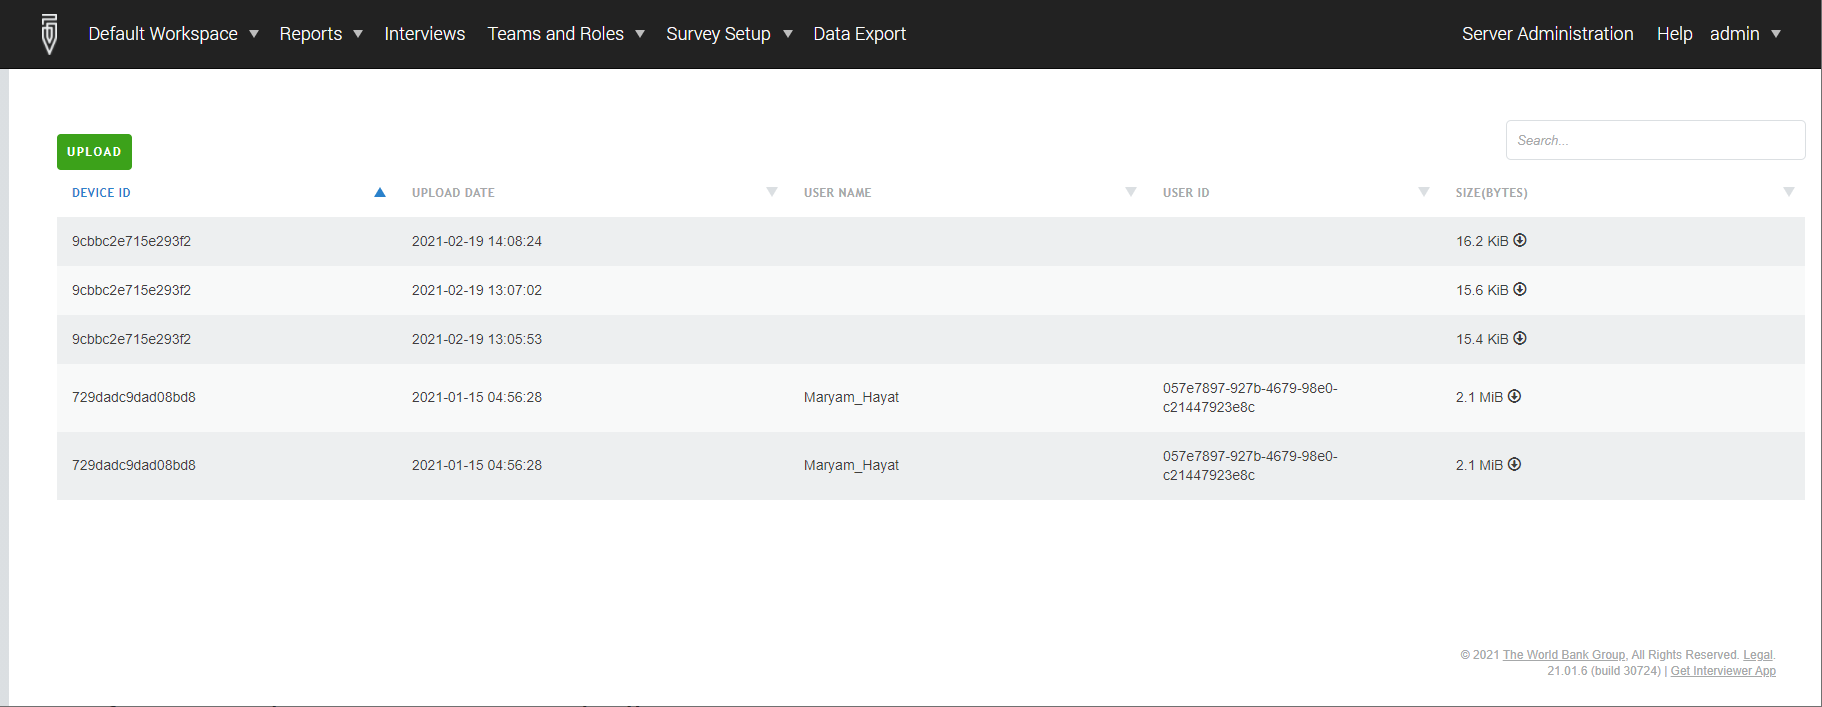 Default Workspace Reports Interviews Teams and Roles Survey Setup Data Export Server Administration Help admin
UPLOAD
Search...
DEVICE ID UPLOAD DATE USER NAME USER ID SIZE(BYTES)
9cbbc2e715e293f2 2021-02-19 14:08:24 16.2 KiB
9cbbc2e715e293f2 2021-02-19 13:07:02 15.6 KiB
9cbbc2e715e293f2 2021-02-19 13:05:53 15.4 KiB
729dadc9dad08bd8 2021-01-15 04:56:28 Maryam_Hayat 057e7897-927b-4679-98e0-
c21447923e8c 2.1 MiB
729dadc9dad08bd8 2021-01-15 04:56:28 Maryam_Hayat 057e7897-927b-4679-98e0-
c21447923e8c 2.1 MiB
© 2021 The World Bank Group, All Rights Reserved. Legal.
21.01.6 (build 30724) | Get Interviewer App